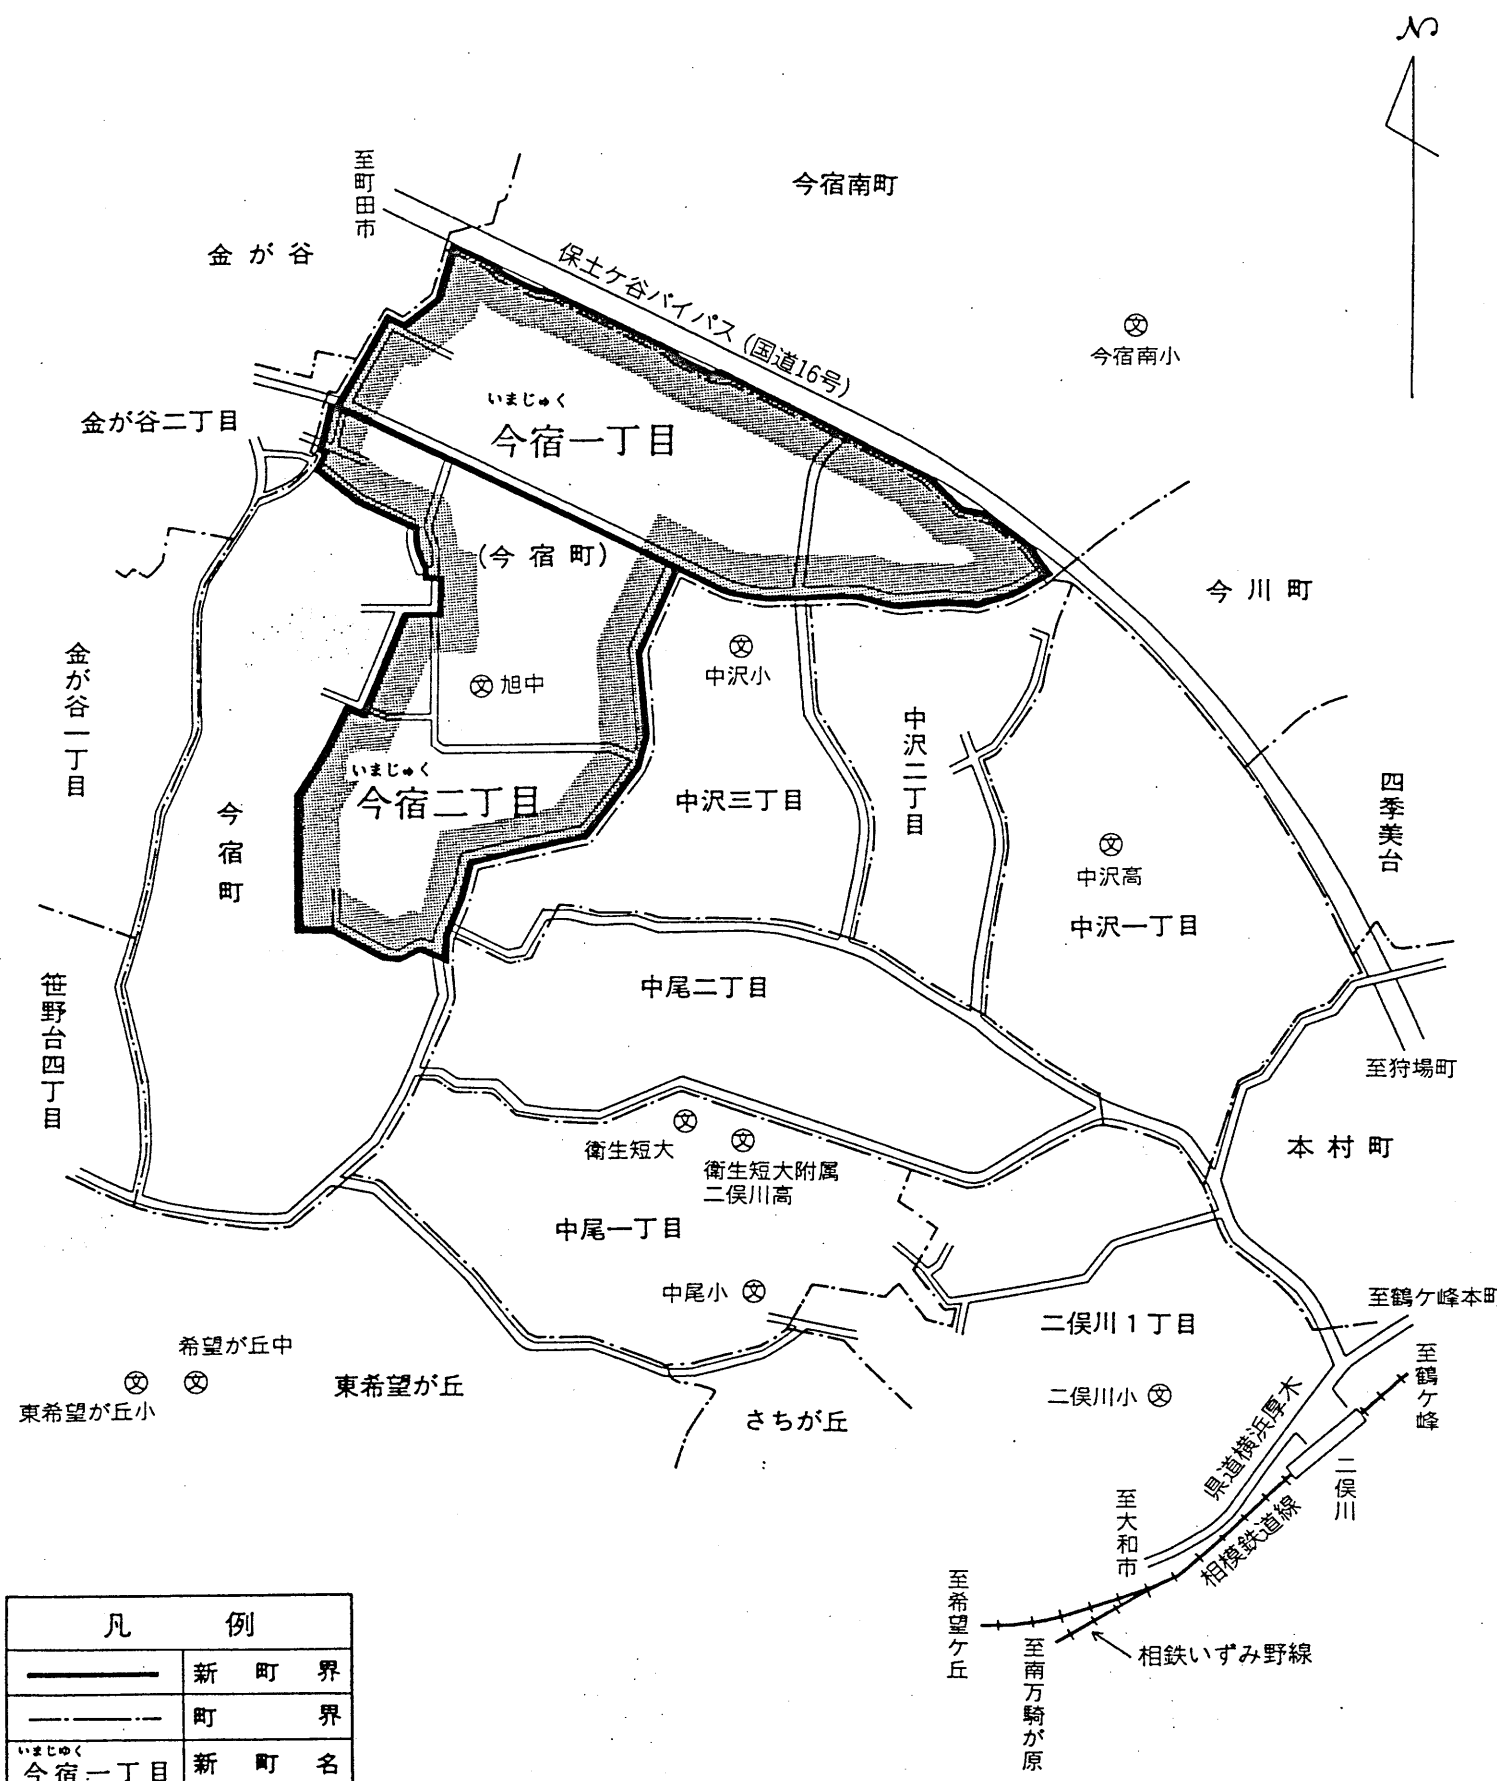 至町田市
今宿南町
金が谷
保土ケ谷バイパス(国道16号)
文
今宿南小
金が谷二丁目
いまじゅく
今宿一丁目
(今宿町)
今川町
金が谷一丁目
文
中沢小
文 旭中
中沢二丁目
いまじゅく
今宿二丁目
中沢三丁目
四季美台
今宿町
文
中沢高
中沢一丁目
笹野台四丁目
中尾二丁目
至狩場町
文
衛生短大
文
衛生短大附属
二俣川高
本村町
中尾一丁目
中尾小 文
至鶴ケ峰本町
二俣川1丁目
希望が丘中
文 文
東希望が丘小
東希望が丘
さちが丘
二俣川小 文
至鶴ケ峰
県道横浜厚木
二俣川
至大和市
相模鉄道線
至希望ケ丘
至南万騎が原
相鉄いずみ野線
凡例
新町界
町界
いまじゅく
今宿一丁目 新町名